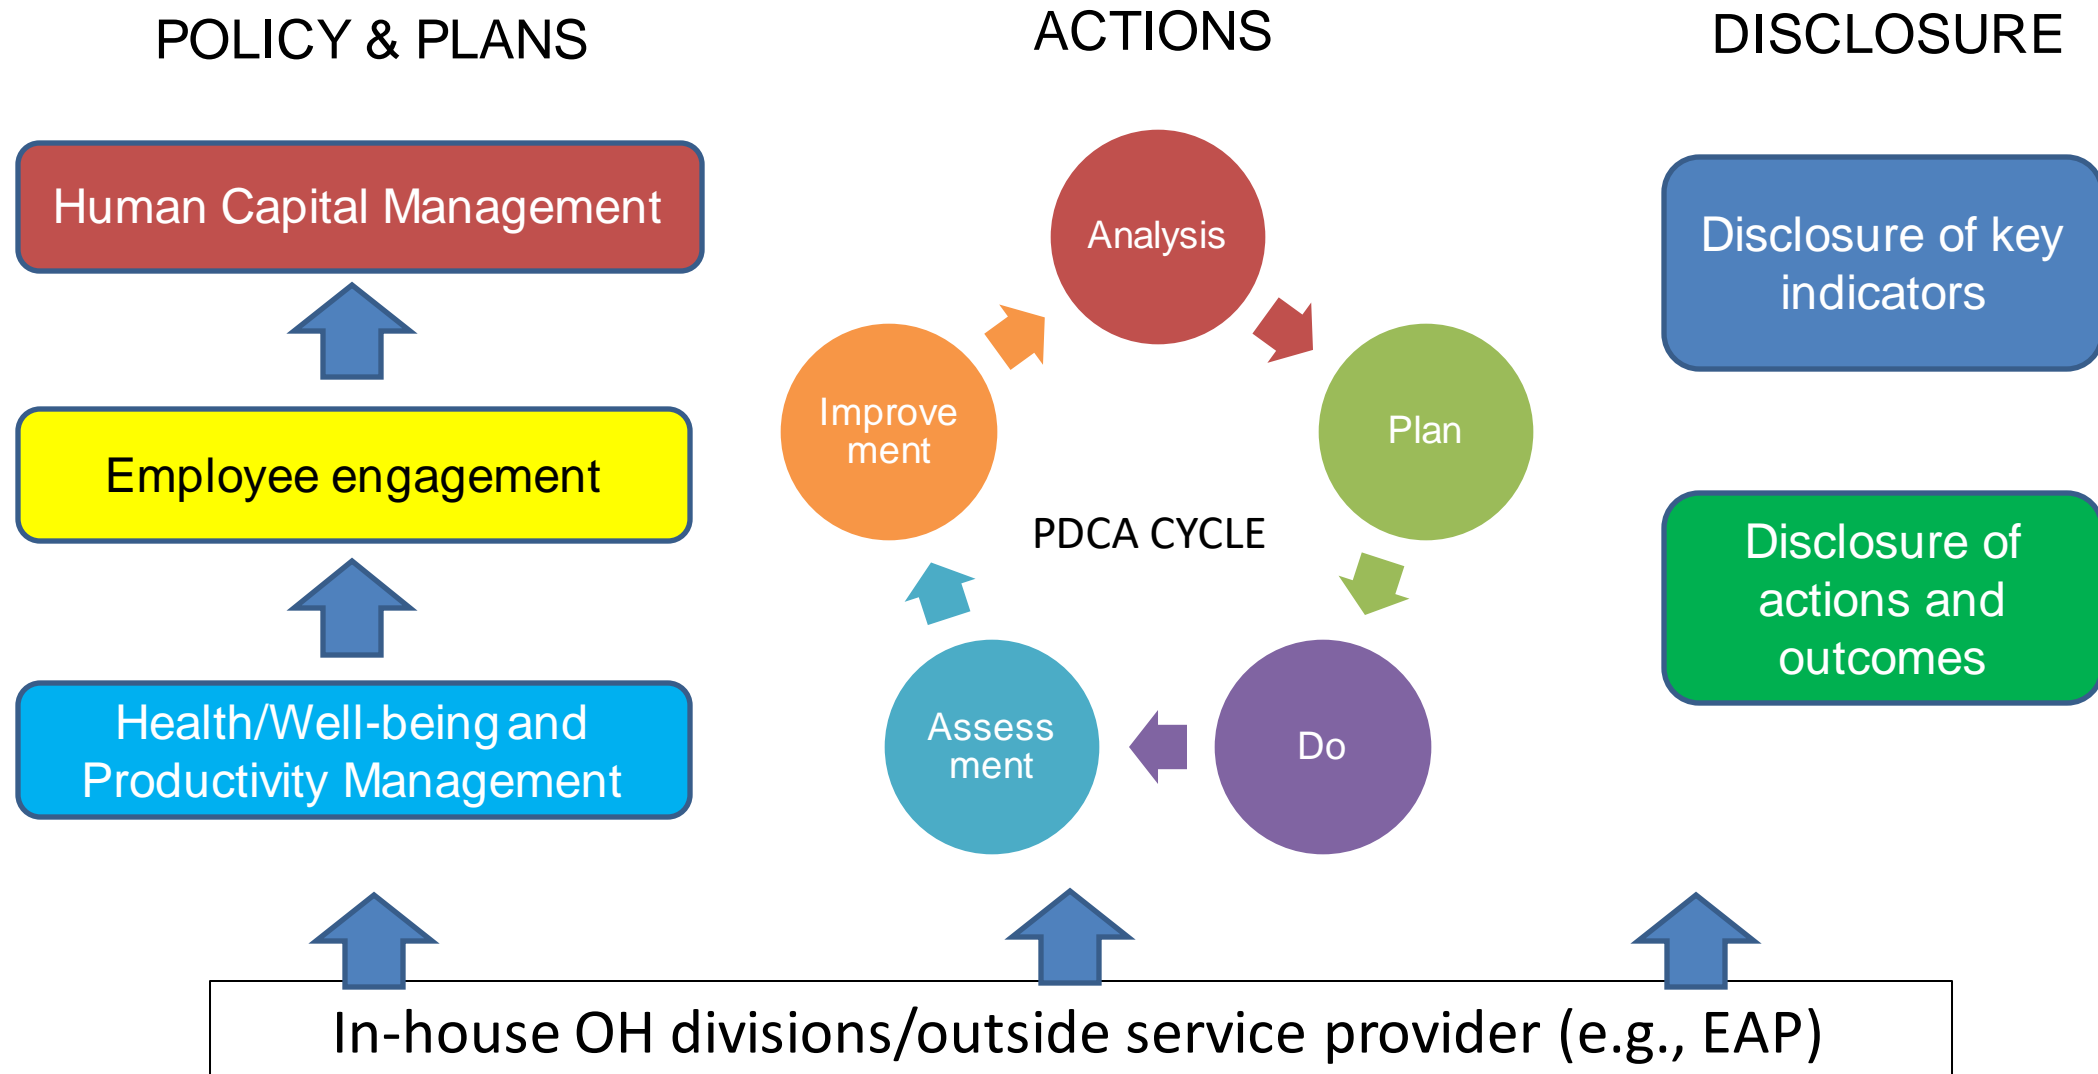 POLICY & PLANS
ACTIONS
DISCLOSURE
Human Capital Management
Employee engagement
Health/Well-being and
Productivity Management
Analysis
Plan
Do
Assess
ment
Improve
ment
PDCA CYCLE
Disclosure of key
indicators
Disclosure of
actions and
outcomes
In-house OH divisions/outside service provider (e.g., EAP)